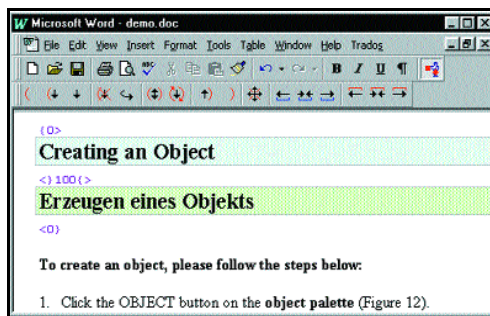 Microsoft Word - demo.doc
File Edit View Insert Format Tools Table Window Help Trados
ABC
B I U ¶
{0>
Creating an Object
<}100{>
Erzeugen eines Objekts
<0}
To create an object, please follow the steps below:
1. Click the OBJECT button on the object palette (Figure 12).